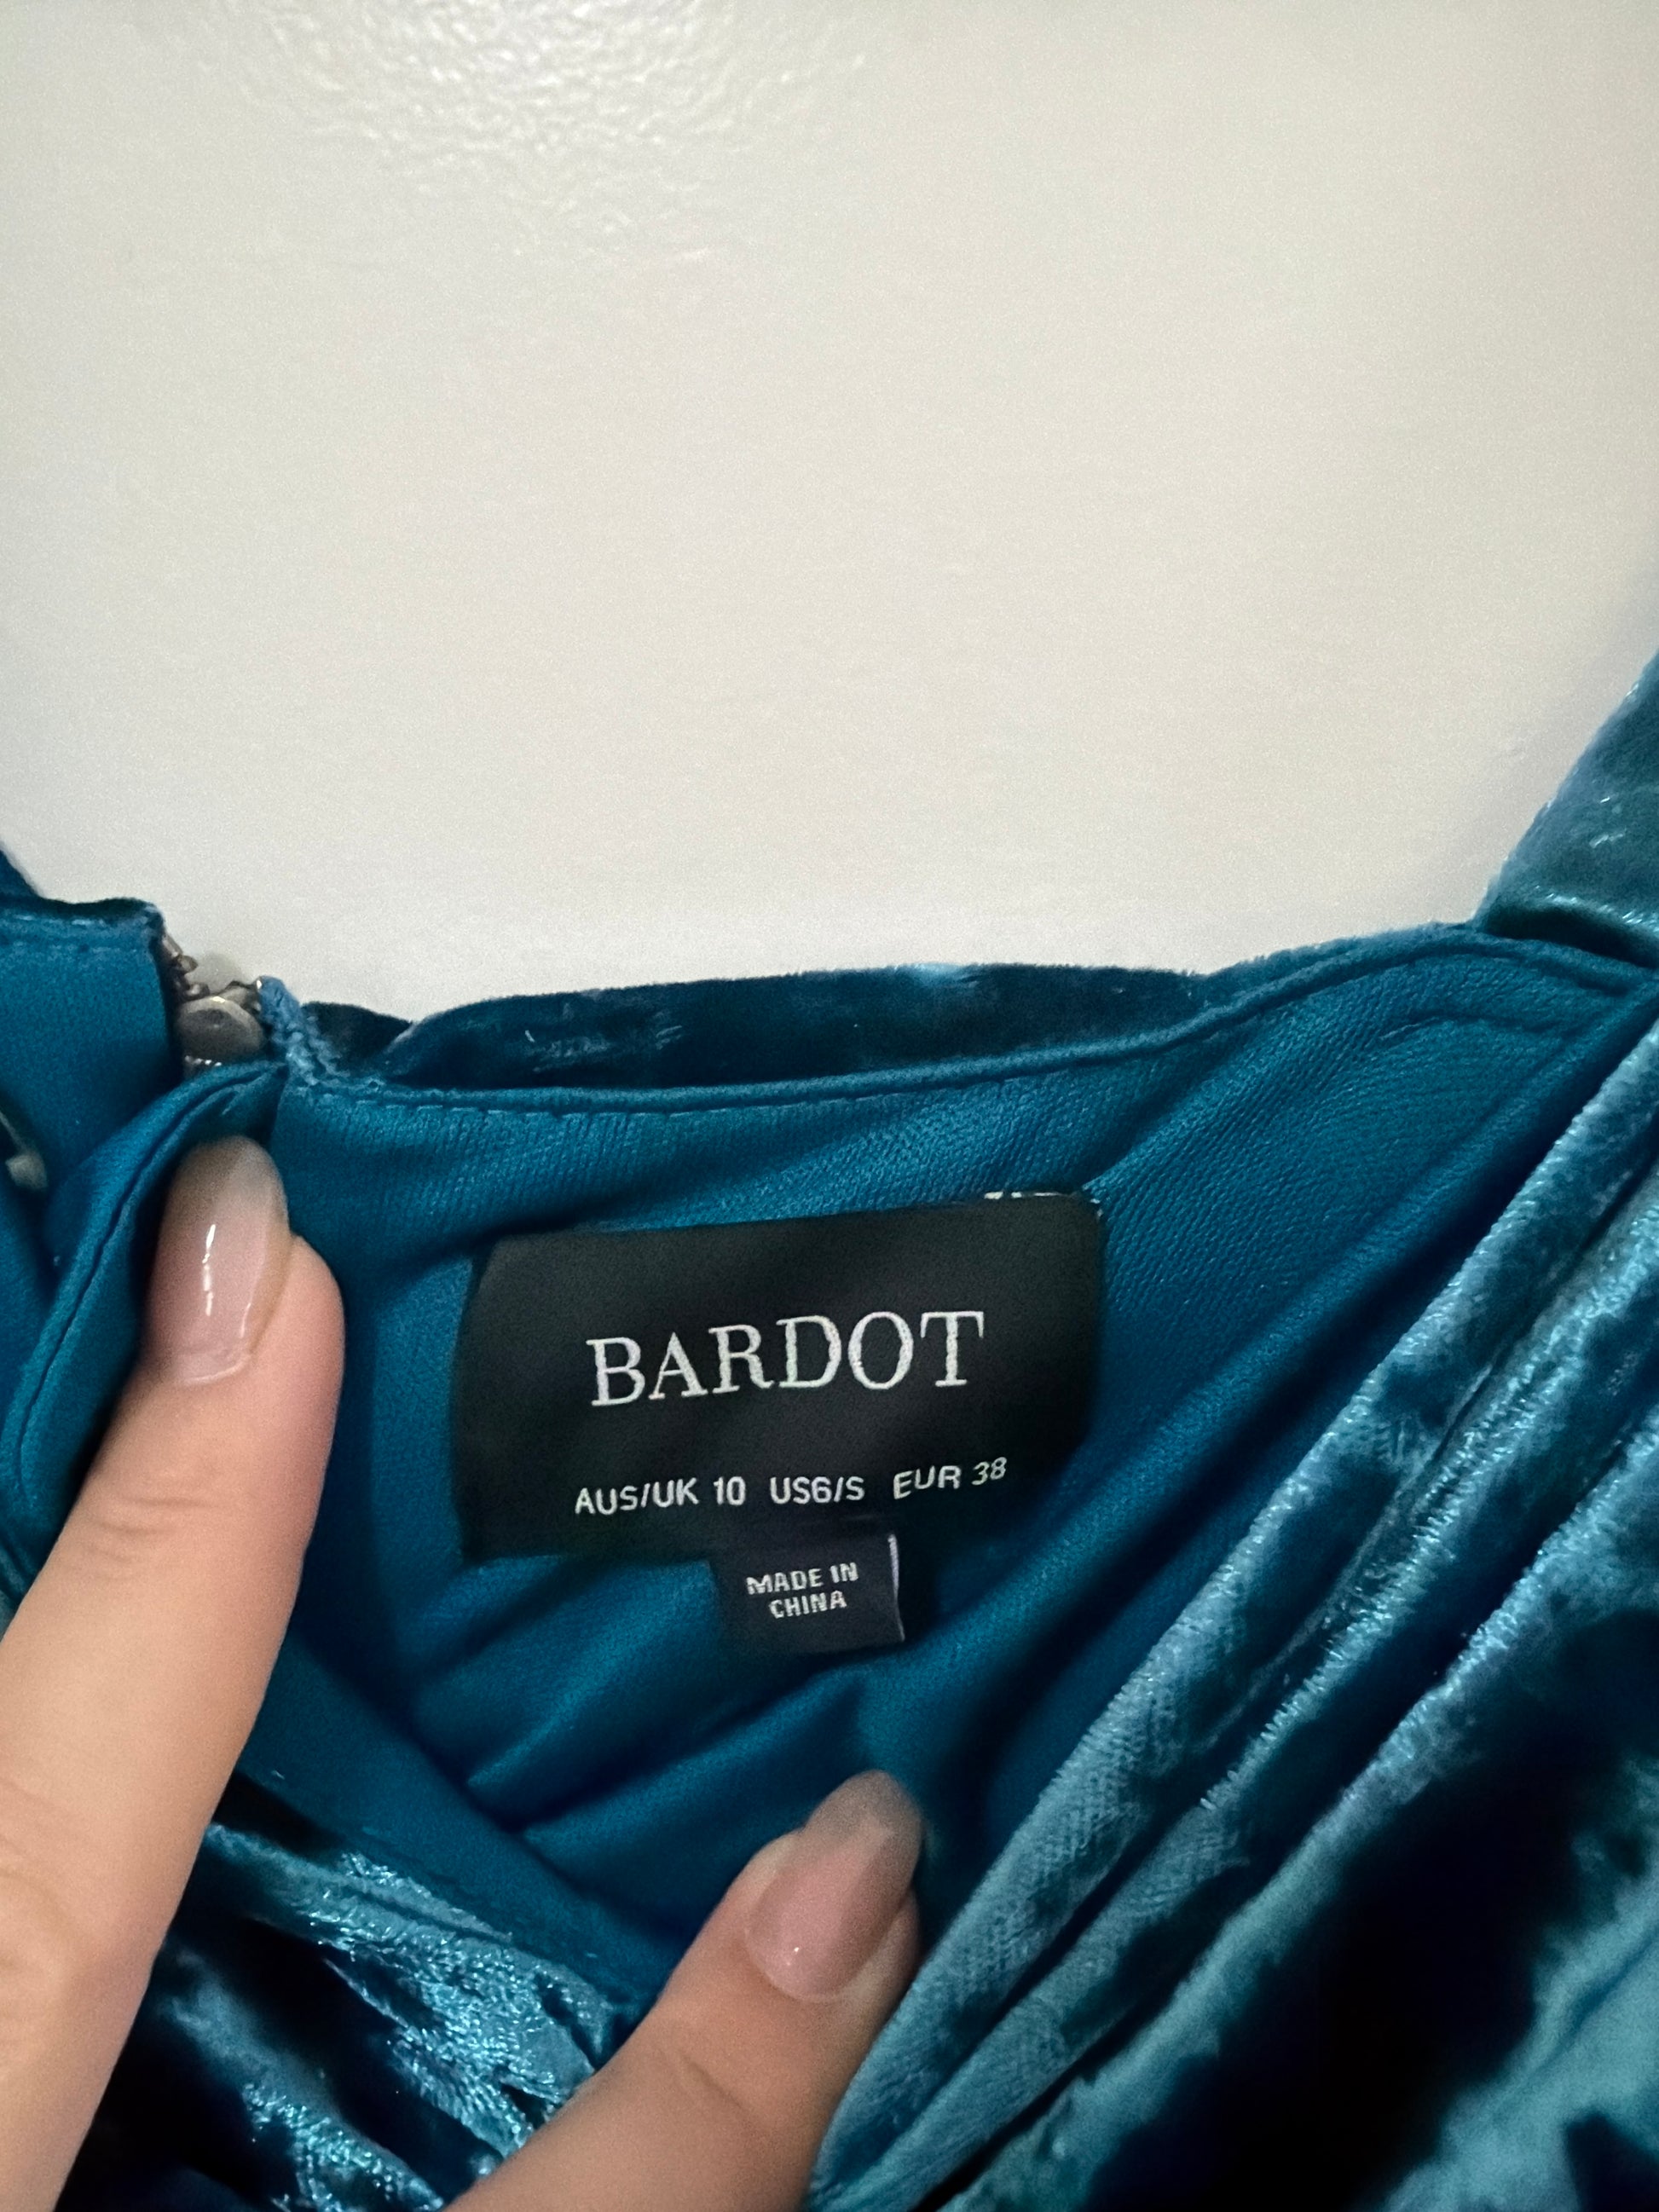 BARDOT
AUS/UK 10 US6/S EUR 38
MADE IN
CHINA